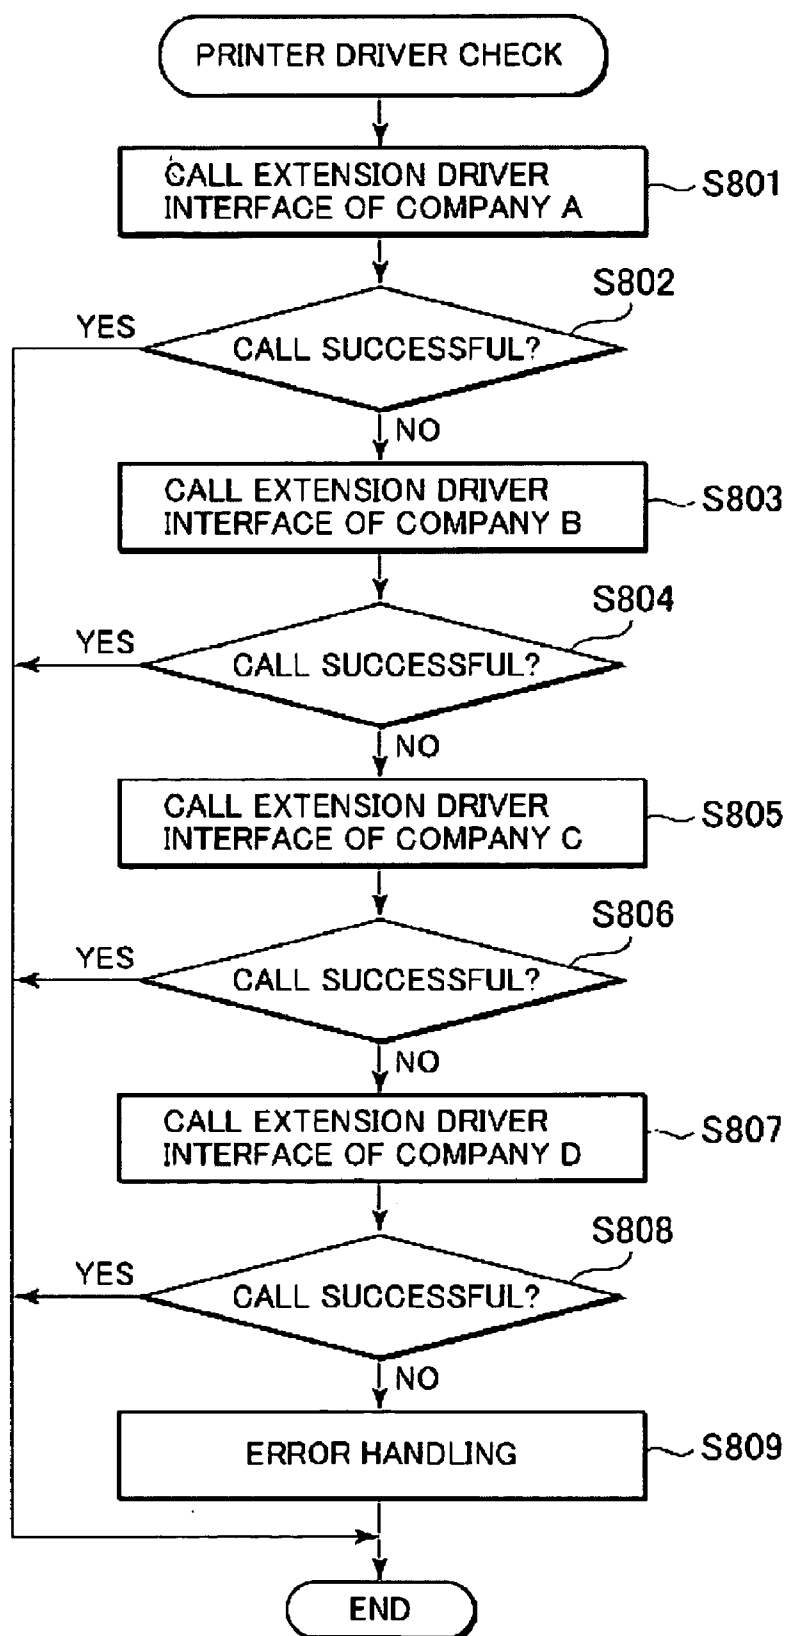 PRINTER DRIVER CHECK
CALL EXTENSION DRIVER
INTERFACE OF COMPANY A
S801
S802
YES
CALL SUCCESSFUL?
NO
CALL EXTENSION DRIVER
INTERFACE OF COMPANY B
S803
S804
YES
CALL SUCCESSFUL?
NO
CALL EXTENSION DRIVER
INTERFACE OF COMPANY C
S805
S806
YES
CALL SUCCESSFUL?
NO
CALL EXTENSION DRIVER
INTERFACE OF COMPANY D
S807
S808
YES
CALL SUCCESSFUL?
NO
ERROR HANDLING
S809
END